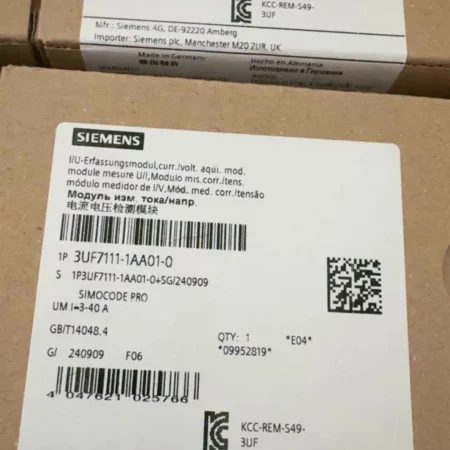 KCC-REM-S49-
3UF
Mfr.: Siemens AG, DE-92220 Amberg
Importer: Siemens plc, Manchester M20 2UR, UK
Made in Germany
Hecho en Alemania
SIEMENS
I/U-Erfassungsmodul,curr./volt. aqui. mod.
module mesure U/I,Modulo mis.corr./tens.
módulo medidor de I/V,Mód. med. corr./tensão
Модуль изм. тока/напр.
电流电压检测模块
1P 3UF7111-1AA01-0
S 1P3UF7111-1AA01-0+SG/240909
SIMOCODE PRO
UM I=3-40 A
GB/T14048.4
QTY: 1 *E04*
*09952819*
G/ 240909 F06
4 047621 025766
KCC-REM-S49-
3UF